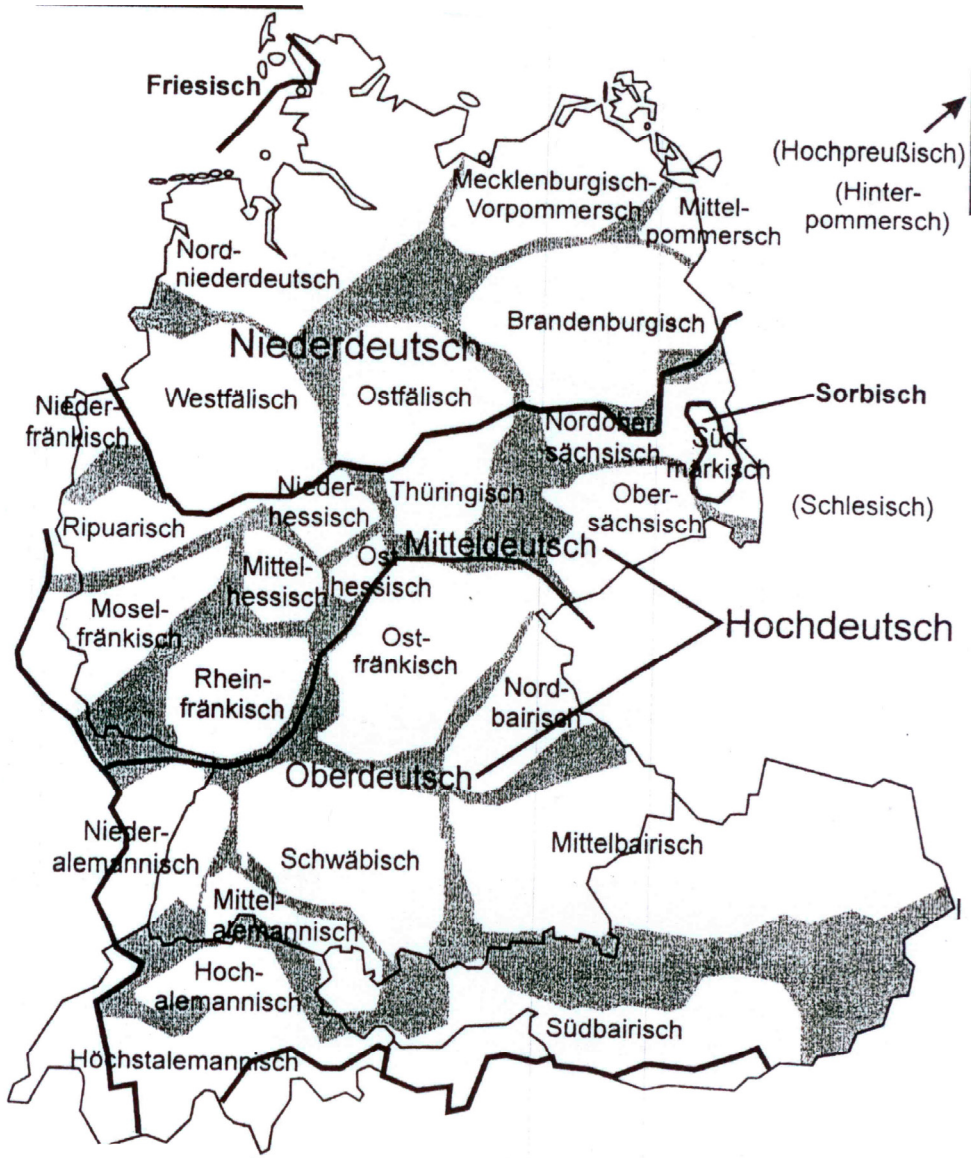 Friesisch
(Hochpreußisch)
(Hinter-
pommersch)
Mecklenburgisch-
Vorpommersch
Mittel-
pommersch
Nord-
niederdeutsch
Brandenburgisch
Niederdeutsch
Westfälisch
Ostfälisch
Sorbisch
Nieder-
fränkisch
Nordober
sächsisch
Süd-
märkisch
Nieder-
hessisch
Thüringisch
Ober-
sächsisch
(Schlesisch)
Ripuarisch
Mitteldeutsch
Mittel-
hessisch
Ost
hessisch
Mosel-
fränkisch
Hochdeutsch
Ost-
fränkisch
Rhein-
fränkisch
Nord-
bairisch
Oberdeutsch
Nieder-
alemannisch
Schwäbisch
Mittelbairisch
Mittel-
alemannisch
Hoch-
alemannisch
Südbairisch
Höchstalemannisch